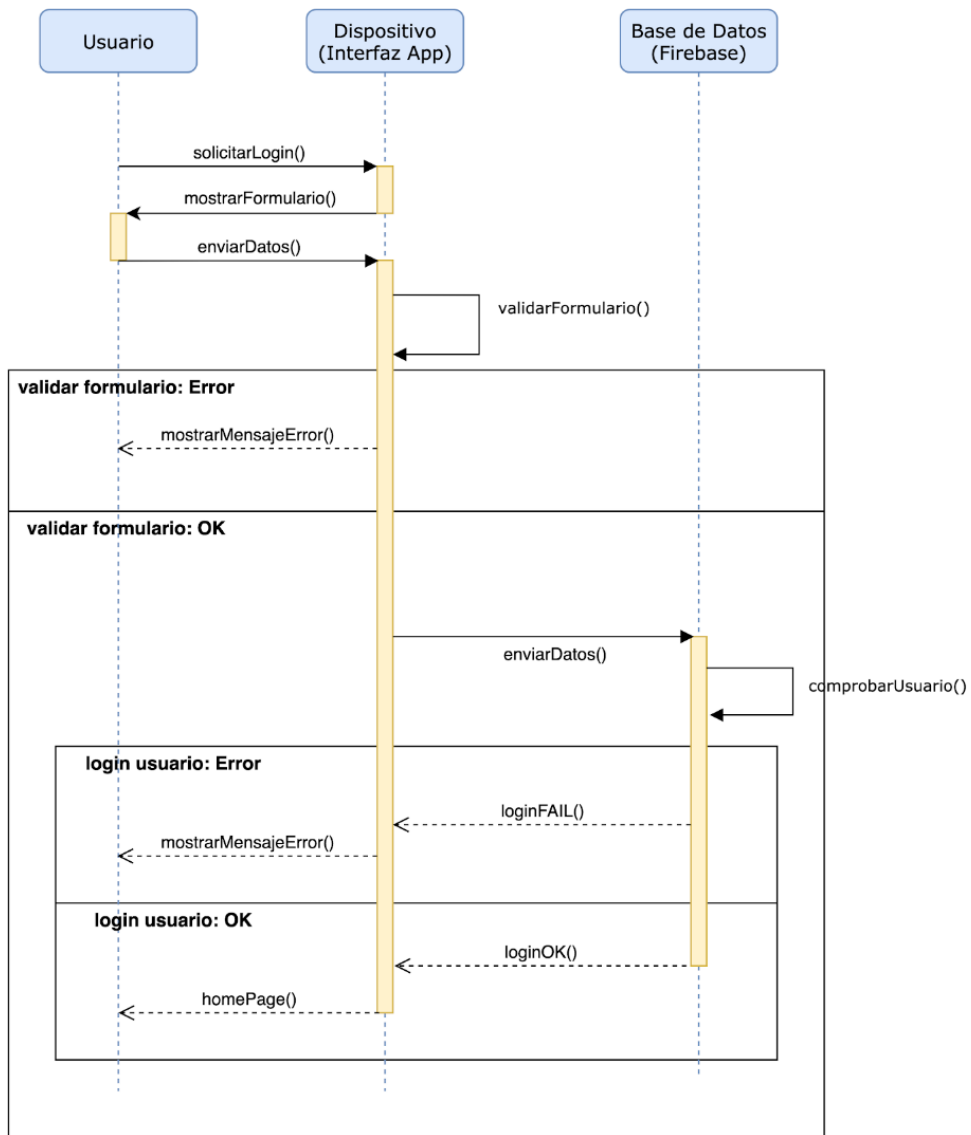 Usuario
Dispositivo
(Interfaz App)
Base de Datos
(Firebase)
solicitarLogin()
mostrarFormulario()
enviarDatos()
validarFormulario()
validar formulario: Error
mostrarMensajeError()
validar formulario: OK
enviarDatos()
comprobarUsuario()
login usuario: Error
loginFAIL()
mostrarMensajeError()
login usuario: OK
loginOK()
homePage()